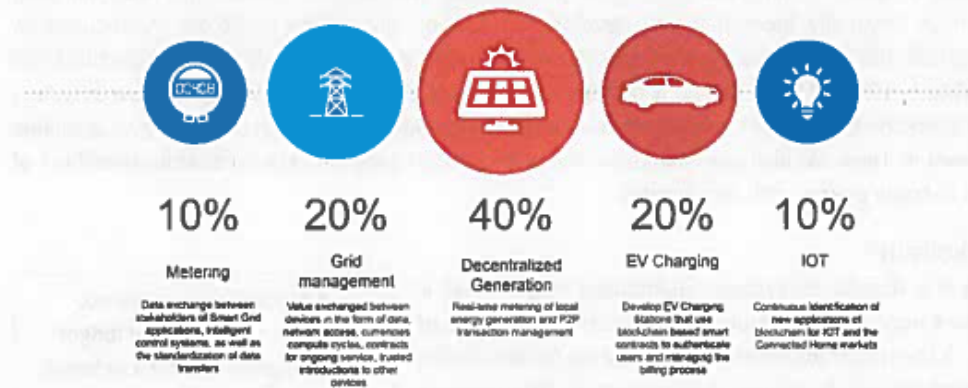 10%
20%
40%
20%
10%
Metering
Grid
management
Decentralized
Generation
EV Charging
IOT
Data exchange between
stakeholders of Smart Grid
applications, intelligent
control systems, as well as
the standardization of data
transfers
Value exchanged between
devices in the form of data
network access, currencies
compute cycles, contracts
for ongoing service, trusted
introductions to other
devices
Real-time metering of local
energy generation and P2P
transaction management
Design EV Charging
Stations that use
blockchain based smart
contracts to authenticate
users and managing the
billing process
Continuous identification of
new applications of
blockchain for IOT and the
Connected Home markets